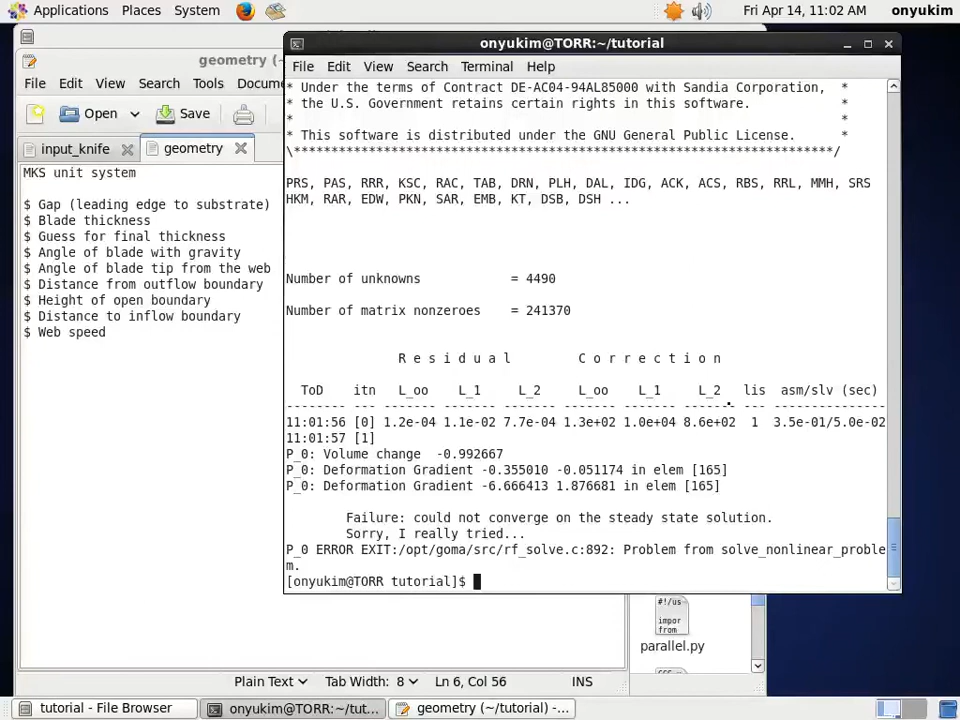 Applications Places System Fri Apr 14, 11:02 AM onyukim
geometry (~/tutorial)
File Edit View Search Tools Docume
Open Save
input_knife geometry
MKS unit system
$ Gap (leading edge to substrate)
$ Blade thickness
$ Guess for final thickness
$ Angle of blade with gravity
$ Angle of blade tip from the web
$ Distance from outflow boundary
$ Height of open boundary
$ Distance to inflow boundary
$ Web speed
Plain Text Tab Width: 8 Ln 6, Col 56 INS
onyukim@TORR:~/tutorial
File Edit View Search Terminal Help
* Under the terms of Contract DE-AC04-94AL85000 with Sandia Corporation, *
* the U.S. Government retains certain rights in this software. *
* *
* This software is distributed under the GNU General Public License. *
\************************************************************************/
PRS, PAS, RRR, KSC, RAC, TAB, DRN, PLH, DAL, IDG, ACK, ACS, RBS, RRL, MMH, SRS
HKM, RAR, EDW, PKN, SAR, EMB, KT, DSB, DSH ...
Number of unknowns = 4490
Number of matrix nonzeroes = 241370
R e s i d u a l C o r r e c t i o n
ToD itn L_oo L_1 L_2 L_oo L_1 L_2 lis asm/slv (sec)
-------- --- ------- ------- ------- ------- ------- ------- --- ---------------
11:01:56 [0] 1.2e-04 1.1e-02 7.7e-04 1.3e+02 1.0e+04 8.6e+02 1 3.5e-01/5.0e-02
11:01:57 [1]
P_0: Volume change -0.992667
P_0: Deformation Gradient -0.355010 -0.051174 in elem [165]
P_0: Deformation Gradient -6.666413 1.876681 in elem [165]
Failure: could not converge on the steady state solution.
Sorry, I really tried...
P_0 ERROR EXIT:/opt/goma/src/rf_solve.c:892: Problem from solve_nonlinear_proble
m.
[onyukim@TORR tutorial]$
#!/us
impor
from
parallel.py
tutorial - File Browser onyukim@TORR:~/tut... geometry (~/tutorial) -...